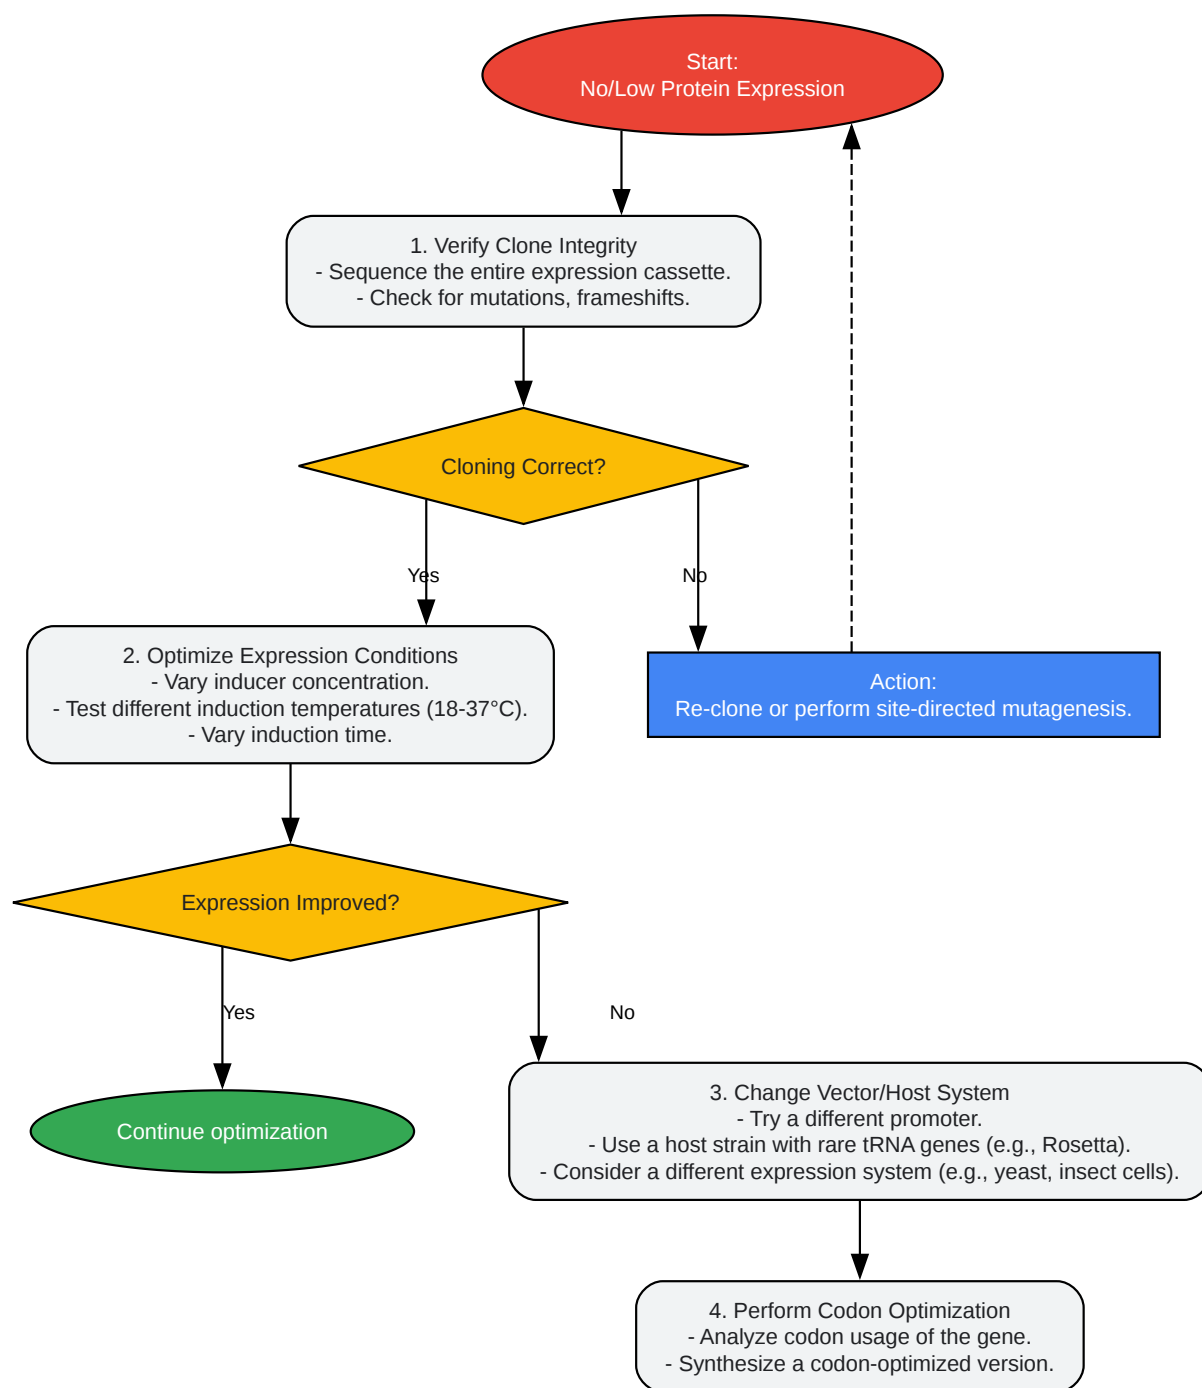 Start:
No/Low Protein Expression
1. Verify Clone Integrity
- Sequence the entire expression cassette.
- Check for mutations, frameshifts.
Cloning Correct?
Yes
No
2. Optimize Expression Conditions
- Vary inducer concentration.
- Test different induction temperatures (18-37°C).
- Vary induction time.
Action:
Re-clone or perform site-directed mutagenesis.
Expression Improved?
Yes
No
Continue optimization
3. Change Vector/Host System
- Try a different promoter.
- Use a host strain with rare tRNA genes (e.g., Rosetta).
- Consider a different expression system (e.g., yeast, insect cells).
4. Perform Codon Optimization
- Analyze codon usage of the gene.
- Synthesize a codon-optimized version.